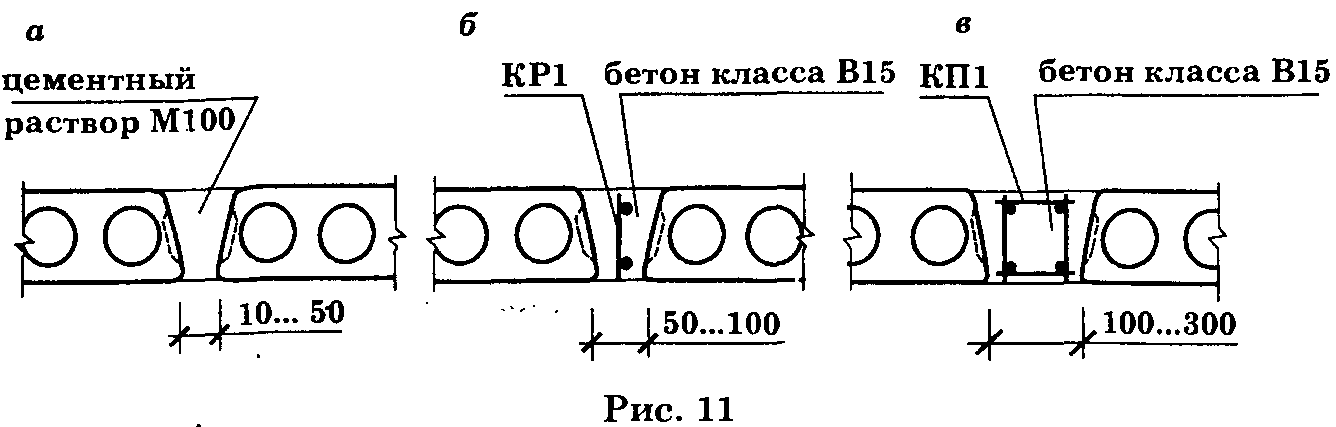 а
цементный
раствор М100
10... 50
б
КР1
бетон класса В15
50...100
в
КП1
бетон класса В15
100...300
Рис. 11